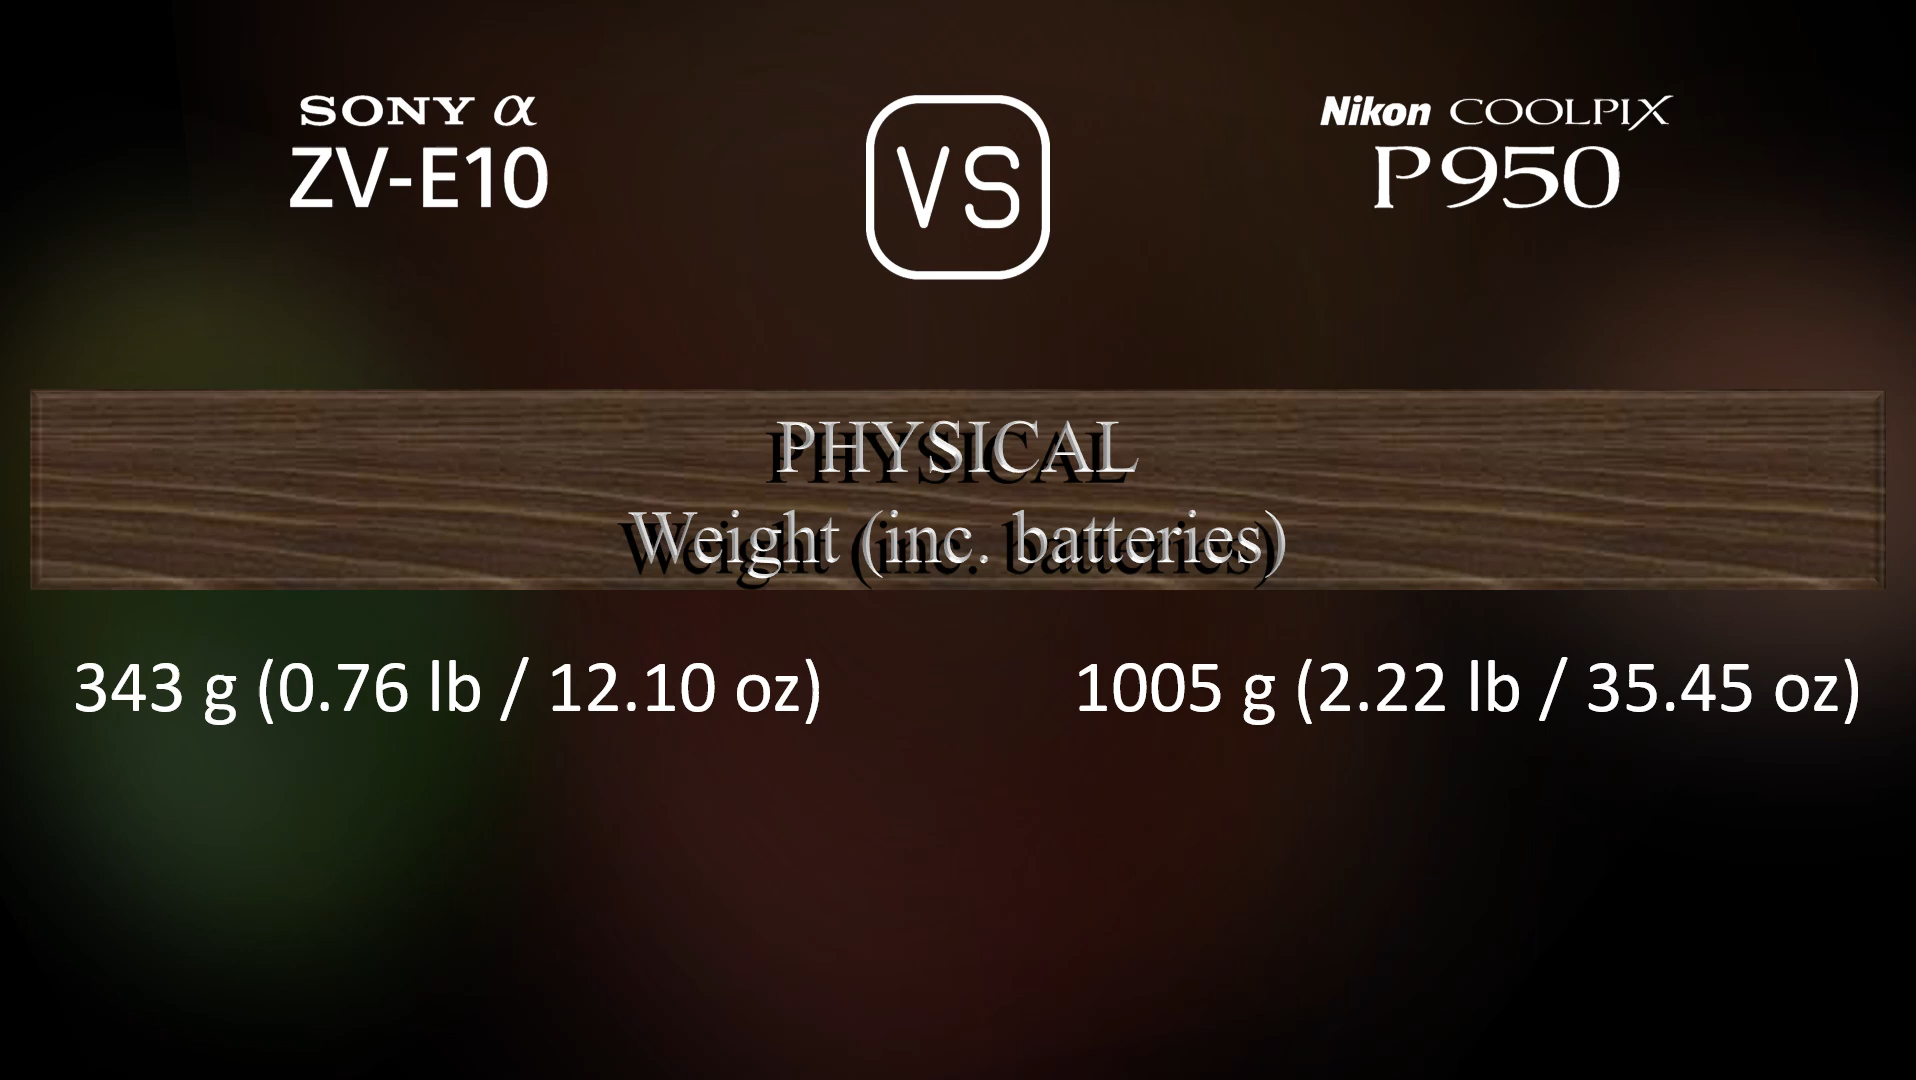 SONY α
ZV-E10
VS
Nikon COOLPIX
P950
PHYSICAL
Weight (inc. batteries)
343 g (0.76 lb / 12.10 oz)
1005 g (2.22 lb / 35.45 oz)